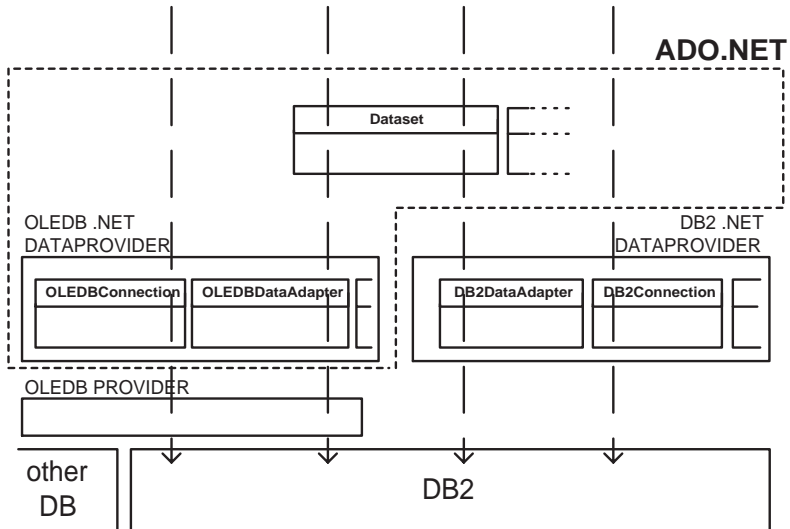 ADO.NET
Dataset
OLEDB .NET
DATAPROVIDER
DB2 .NET
DATAPROVIDER
OLEDBConnection
OLEDBDataAdapter
DB2DataAdapter
DB2Connection
OLEDB PROVIDER
other
DB
DB2